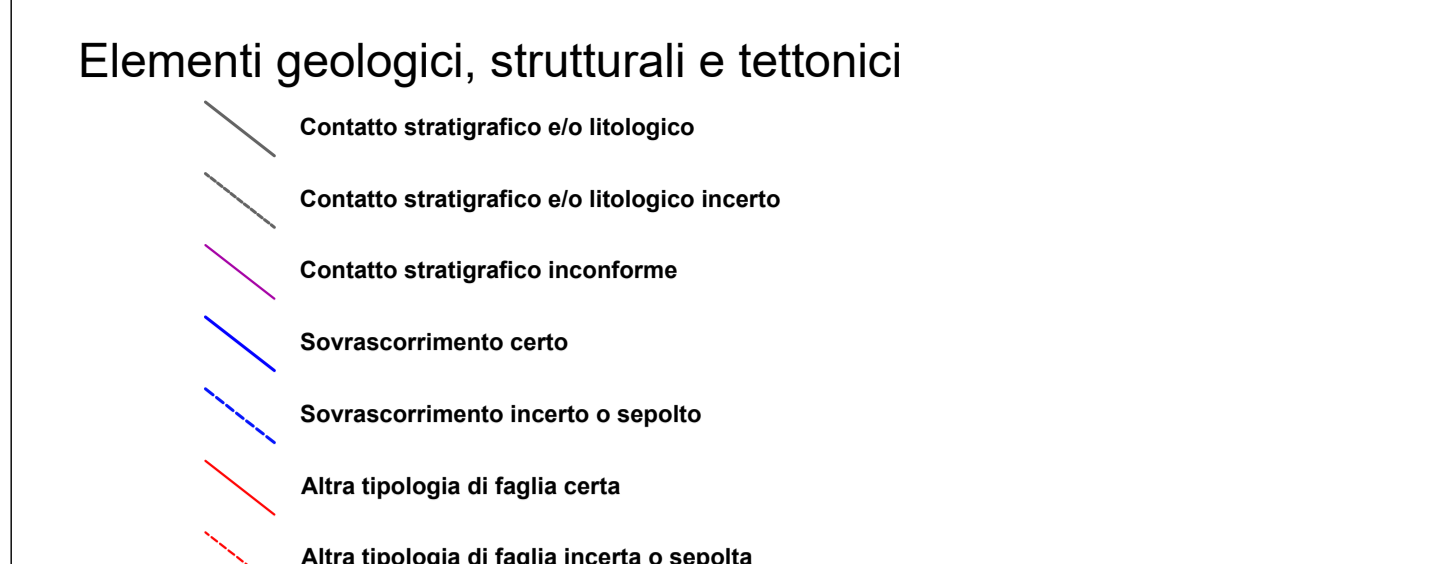 Elementi geologici, strutturali e tettonici
Contatto stratigrafico e/o litologico
Contatto stratigrafico e/o litologico incerto
Contatto stratigrafico inconforme
Sovrascorrimento certo
Sovrascorrimento incerto o sepolto
Altra tipologia di faglia certa
Altra tipologia di faglia incerta o sepolta